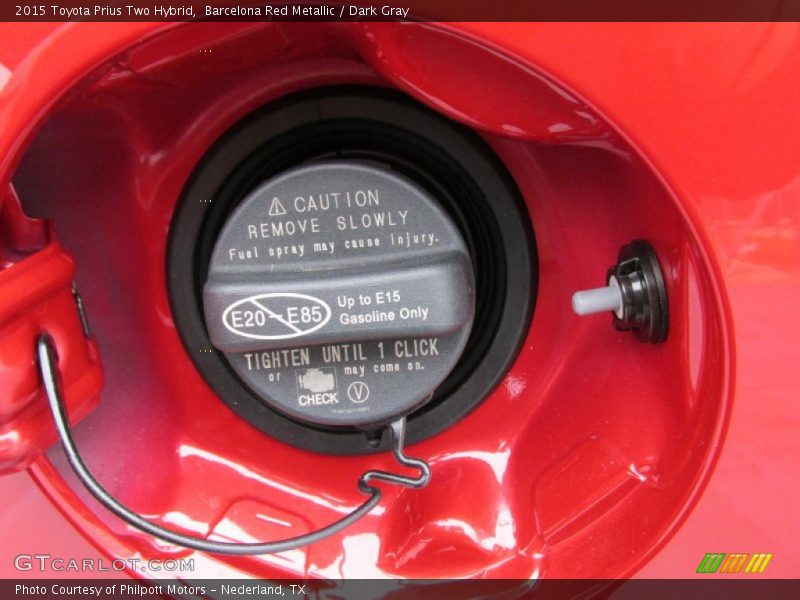 2015 Toyota Prius Two Hybrid, Barcelona Red Metallic / Dark Gray
CAUTION
REMOVE SLOWLY
Fuel spray may cause injury.
E20-E85
Up to E15
Gasoline Only
TIGHTEN UNTIL 1 CLICK
or may come on.
CHECK
V
GTCARLOT.COM
Photo Courtesy of Philpott Motors - Nederland, TX